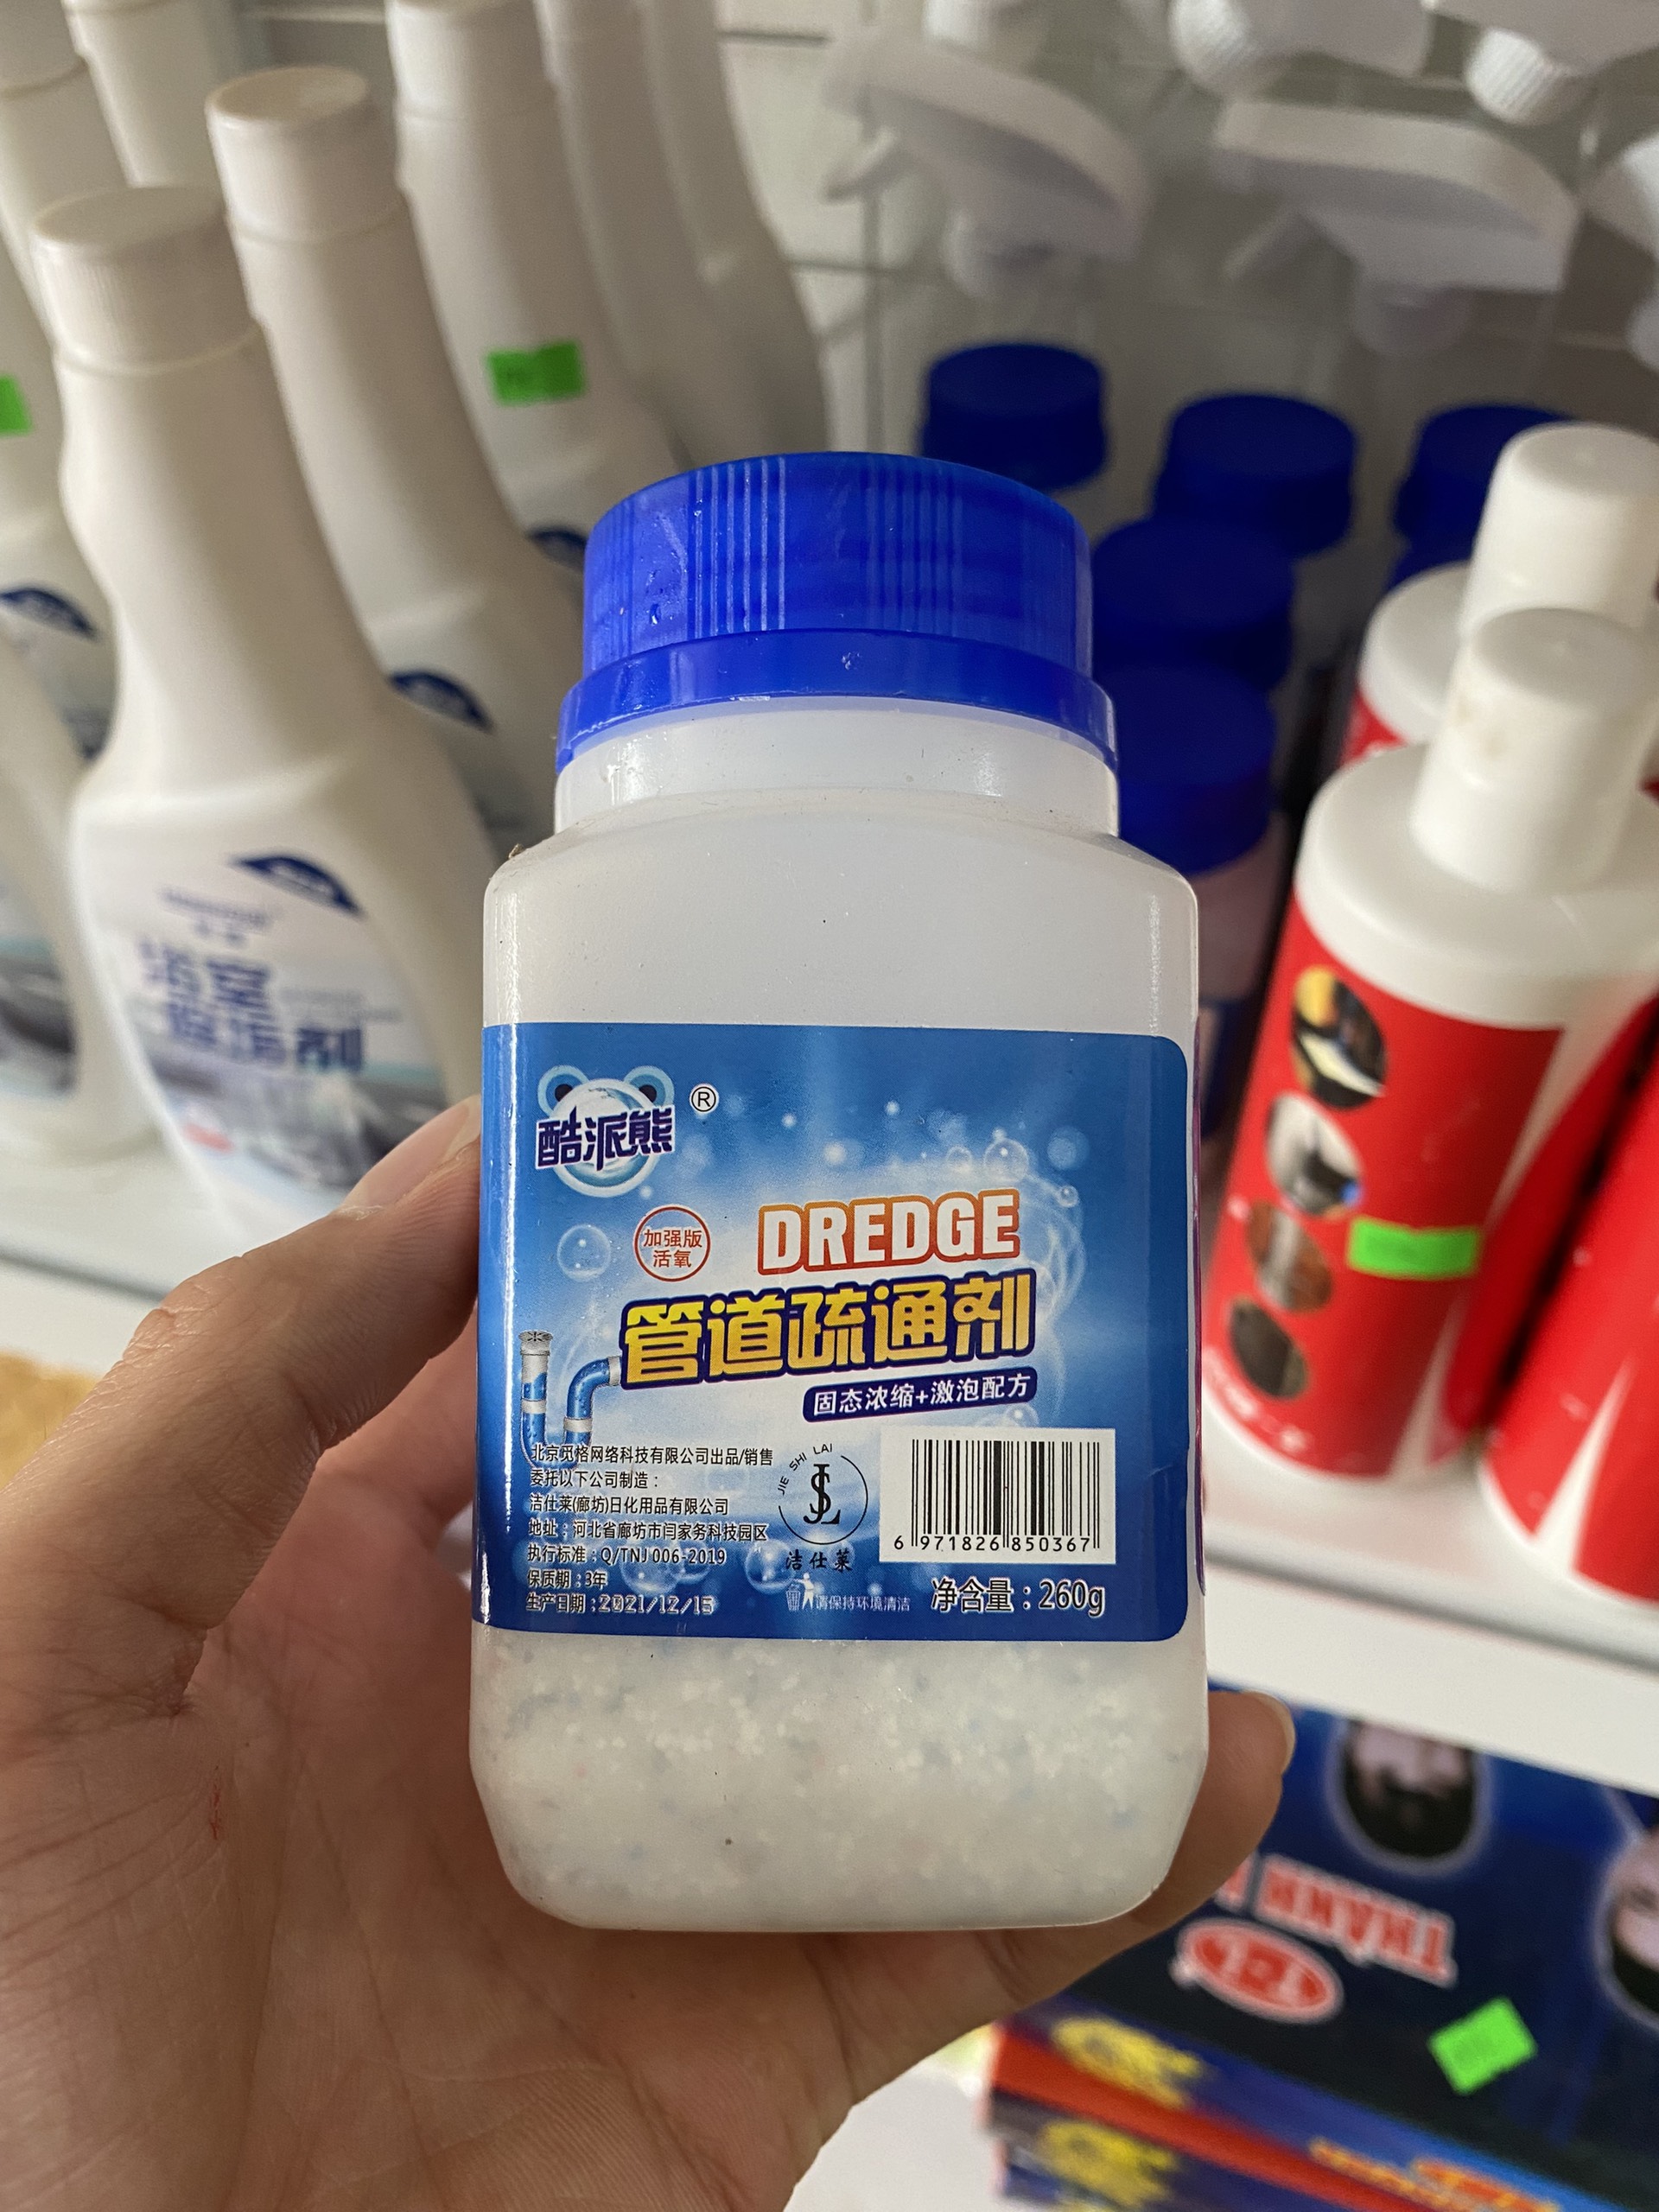 酷派熊
®
加强版
活氧
DREDGE
管道疏通剂
固态浓缩+激泡配方
北京觅格网络科技有限公司出品/销售
委托以下公司制造：
洁仕莱(廊坊)日化用品有限公司
地址：河北省廊坊市闫家务科技园区
执行标准：Q/TNJ 006-2019
保质期：3年
生产日期：2021/12/15
JIE SHI LAI
JSL
洁仕莱
6 971826 850367
请保持环境清洁
净含量：260g
浴室
除垢剂
THÀNH